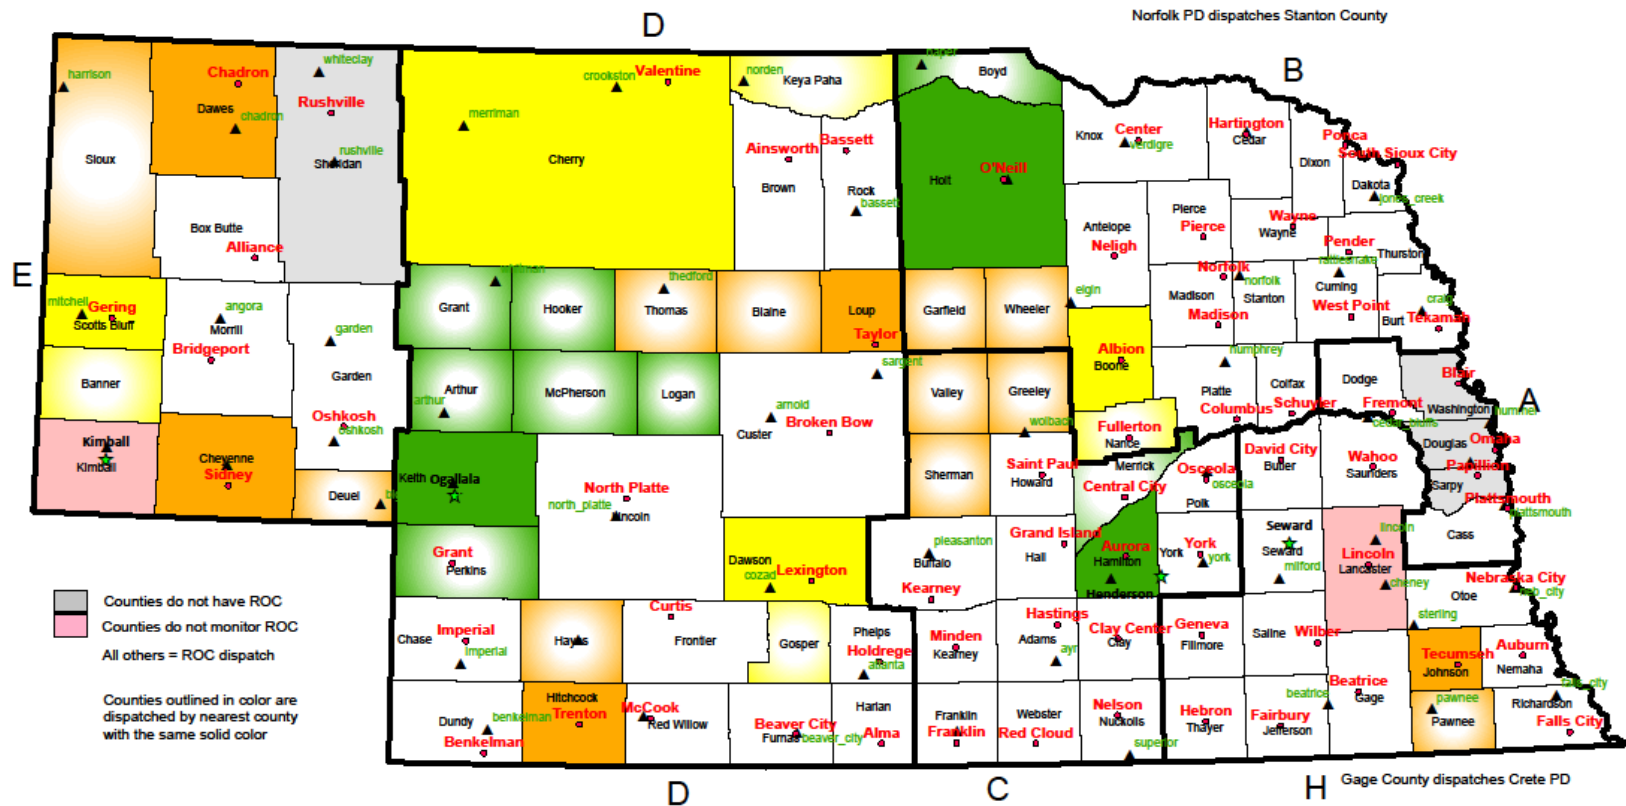 Norfolk PD dispatches Stanton County
D
B
E
A
D
C
H
harrison
Sioux
Chadron
Dawes
chadron
whiteclay
Rushville
rushville
Sheridan
Box Butte
Alliance
mitchell
Gering
Scotts Bluff
angora
Morrill
Bridgeport
garden
Garden
Oshkosh
oshkosh
Banner
Kimball
Kimball
Cheyenne
Sidney
Deuel
crookston
Valentine
merriman
Cherry
norden
Keya Paha
Ainsworth
Brown
Bassett
Rock
bassett
Grant
Hooker
thedford
Thomas
Blaine
Loup
Taylor
Arthur
arthur
McPherson
Logan
sargent
arnold
Custer
Broken Bow
Keith
Ogallala
North Platte
north_platte
Lincoln
Grant
Perkins
Dawson
cozad
Lexington
Chase
Imperial
imperial
Hayes
Curtis
Frontier
Gosper
Phelps
Holdrege
atlanta
Dundy
benkelman
Benkelman
Hitchcock
Trenton
McCook
Red Willow
Beaver City
Furnas
beaver_city
Harlan
Alma
Boyd
Holt
O'Neill
Knox
Center
verdigre
Hartington
Cedar
Dixon
Ponca
South Sioux City
Dakota
jones_creek
Antelope
Neligh
Pierce
Pierce
Wayne
Wayne
Pender
Thurston
rattlesnake
Norfolk
norfolk
Madison
Madison
Stanton
Cuming
West Point
craig
Burt
Tekamah
Garfield
Wheeler
elgin
Albion
Boone
humphrey
Platte
Columbus
Colfax
Schuyler
Dodge
Fremont
cedar_bluffs
Blair
Washington
hummel
Valley
Greeley
wolbach
Fullerton
Nance
Merrick
Central City
Osceola
osceola
Polk
David City
Butler
Wahoo
Saunders
Douglas
Omaha
Papillion
Sarpy
Plattsmouth
plattsmouth
Cass
Sherman
Saint Paul
Howard
pleasanton
Buffalo
Kearney
Grand Island
Hall
Aurora
Hamilton
Henderson
York
York
york
Seward
Seward
milford
lincoln
Lincoln
Lancaster
cheney
Nebraska City
neb_city
Otoe
sterling
Minden
Kearney
Hastings
Adams
ayr
Clay Center
Clay
Geneva
Fillmore
Saline
Wilber
Tecumseh
Johnson
Auburn
Nemaha
Franklin
Franklin
Webster
Red Cloud
Nelson
Nuckolls
superior
Hebron
Thayer
Fairbury
Jefferson
beatrice
Beatrice
Gage
pawnee
Pawnee
falls_city
Richardson
Falls City
Counties do not have ROC
Counties do not monitor ROC
All others = ROC dispatch
Counties outlined in color are
dispatched by nearest county
with the same solid color
Gage County dispatches Crete PD